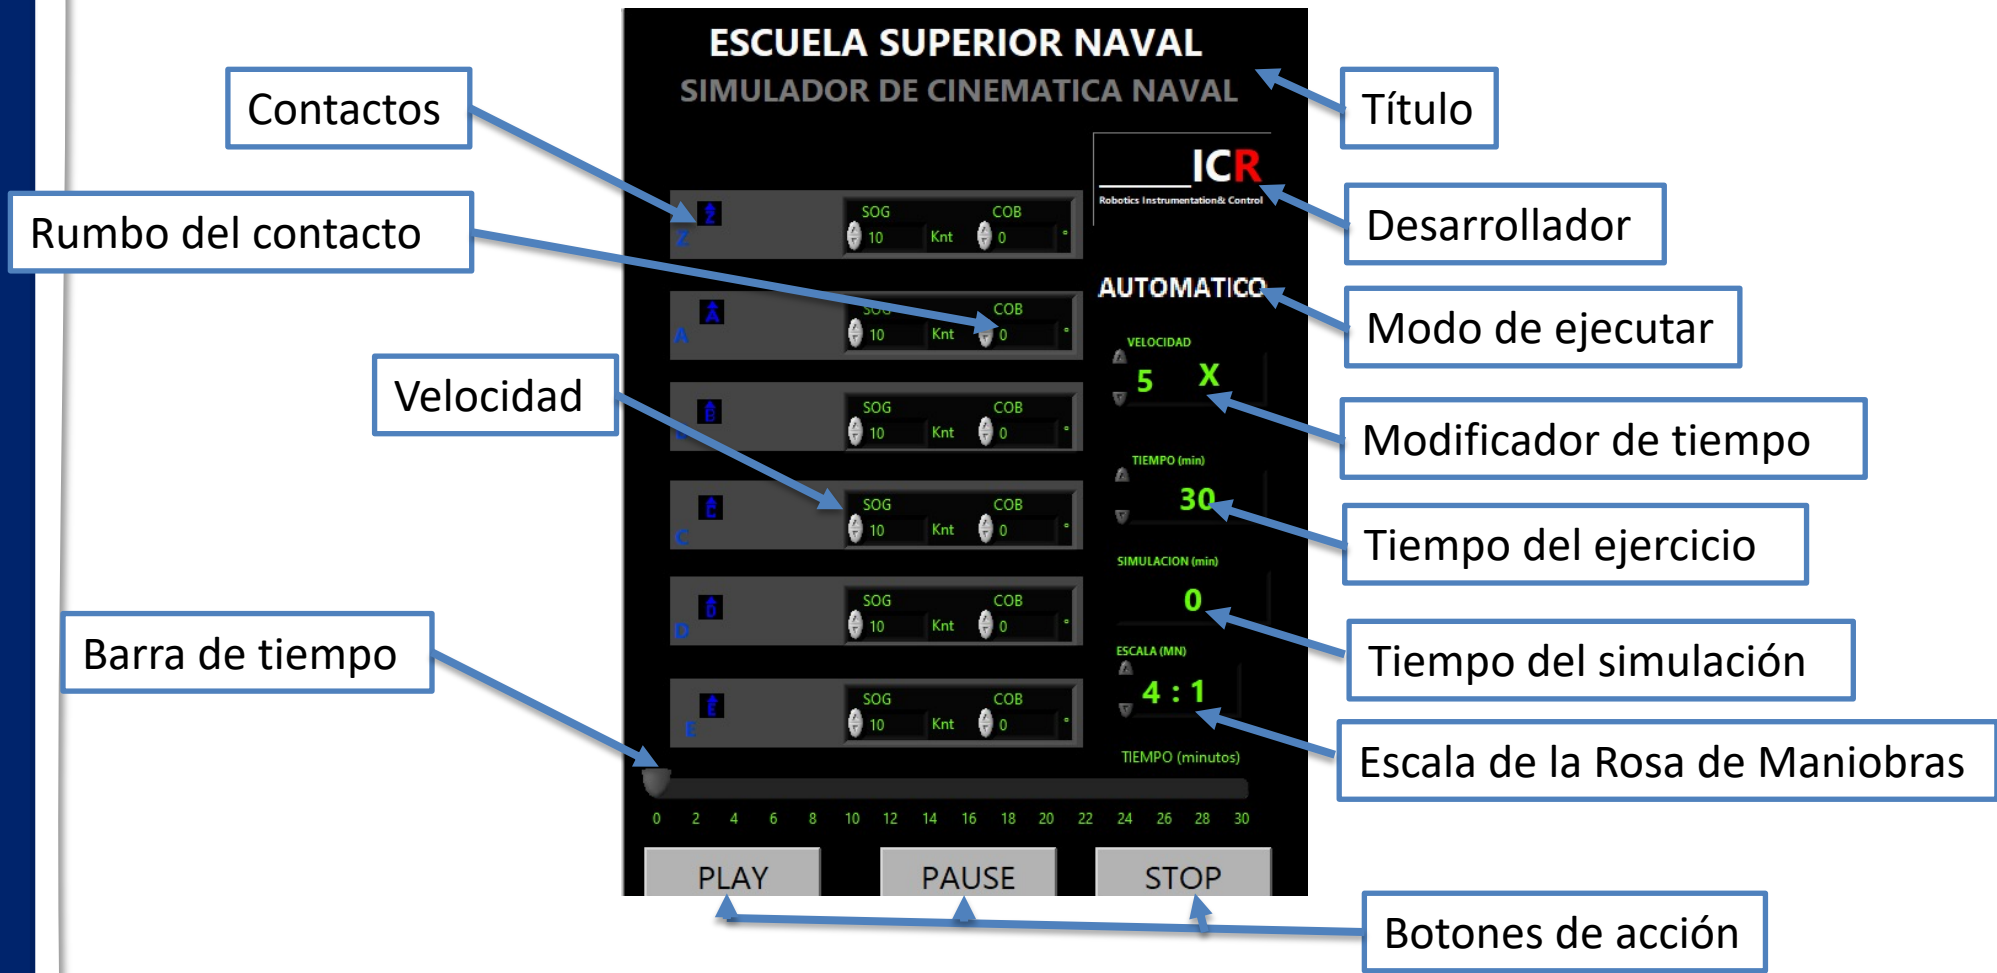 ESCUELA SUPERIOR NAVAL
SIMULADOR DE CINEMATICA NAVAL
Título
Contactos
ICR
Robotics Instrumentation & Control
Desarrollador
Rumbo del contacto
Z
Z
SOG
COB
10 Knt
0 °
AUTOMATICO
Modo de ejecutar
A
A
SOG
COB
10 Knt
0 °
VELOCIDAD
5 X
Modificador de tiempo
Velocidad
B
SOG
COB
10 Knt
0 °
TIEMPO (min)
30
Tiempo del ejercicio
C
C
SOG
COB
10 Knt
0 °
SIMULACION (min)
0
Tiempo del simulación
D
D
SOG
COB
10 Knt
0 °
ESCALA (MN)
4 : 1
Escala de la Rosa de Maniobras
E
E
SOG
COB
10 Knt
0 °
Barra de tiempo
TIEMPO (minutos)
0 2 4 6 8 10 12 14 16 18 20 22 24 26 28 30
PLAY
PAUSE
STOP
Botones de acción